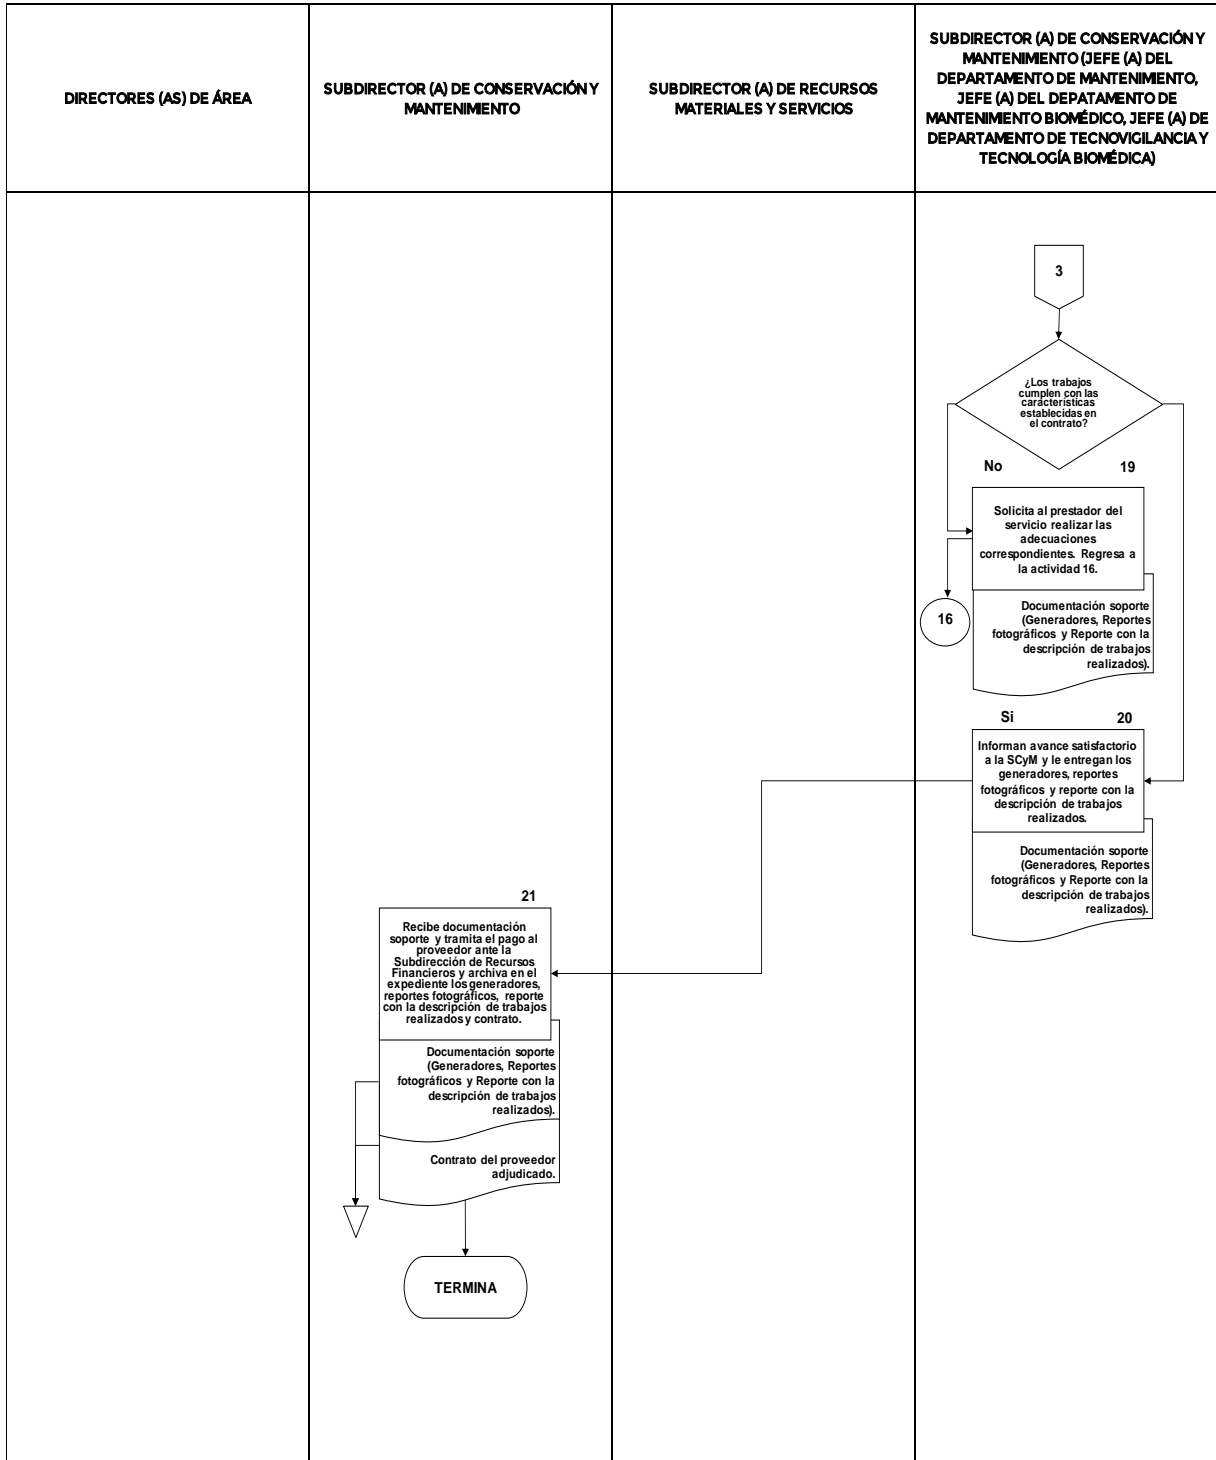 DIRECTORES (AS) DE ÁREA
SUBDIRECTOR (A) DE CONSERVACIÓN Y
MANTENIMIENTO
SUBDIRECTOR (A) DE RECURSOS
MATERIALES Y SERVICIOS
SUBDIRECTOR (A) DE CONSERVACIÓN Y
MANTENIMIENTO (JEFE (A) DEL
DEPARTAMENTO DE MANTENIMIENTO,
JEFE (A) DEL DEPATAMENTO DE
MANTENIMIENTO BIOMÉDICO, JEFE (A) DE
DEPARTAMENTO DE TECNOVIGILANCIA Y
TECNOLOGÍA BIOMÉDICA)
3
¿Los trabajos
cumplen con las
características
establecidas en
el contrato?
No
19
Solicita al prestador del
servicio realizar las
adecuaciones
correspondientes. Regresa a
la actividad 16.
16
Documentación soporte
(Generadores, Reportes
fotográficos y Reporte con la
descripción de trabajos
realizados).
Si
20
Informan avance satisfactorio
a la SCyM y le entregan los
generadores, reportes
fotográficos y reporte con la
descripción de trabajos
realizados.
Documentación soporte
(Generadores, Reportes
fotográficos y Reporte con la
descripción de trabajos
realizados).
21
Recibe documentación
soporte y tramita el pago al
proveedor ante la
Subdirección de Recursos
Financieros y archiva en el
expediente los generadores,
reportes fotográficos, reporte
con la descripción de trabajos
realizados y contrato.
Documentación soporte
(Generadores, Reportes
fotográficos y Reporte con la
descripción de trabajos
realizados).
Contrato del proveedor
adjudicado.
TERMINA